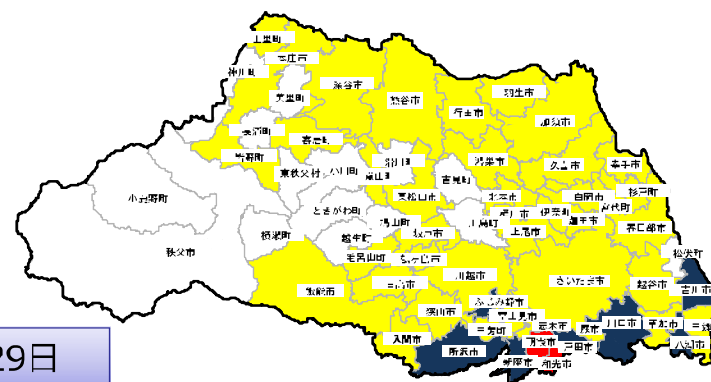 上里町
本庄市
神川町
美里町
深谷市
熊谷市
行田市
羽生市
加須市
長瀞町
皆野町
寄居町
小鹿野町
東秩父村
小川町
嵐山町
滑川町
東松山市
吉見町
鴻巣市
久喜市
幸手市
杉戸町
宮代町
白岡市
蓮田市
伊奈町
桶川市
北本市
上尾市
春日部市
松伏町
秩父市
横瀬町
ときがわ町
鳩山町
越生町
毛呂山町
坂戸市
鶴ヶ島市
川島町
川越市
さいたま市
越谷市
吉川市
飯能市
日高市
狭山市
入間市
所沢市
ふじみ野市
富士見市
三芳町
志木市
新座市
朝霞市
和光市
戸田市
蕨市
川口市
草加市
八潮市
29日